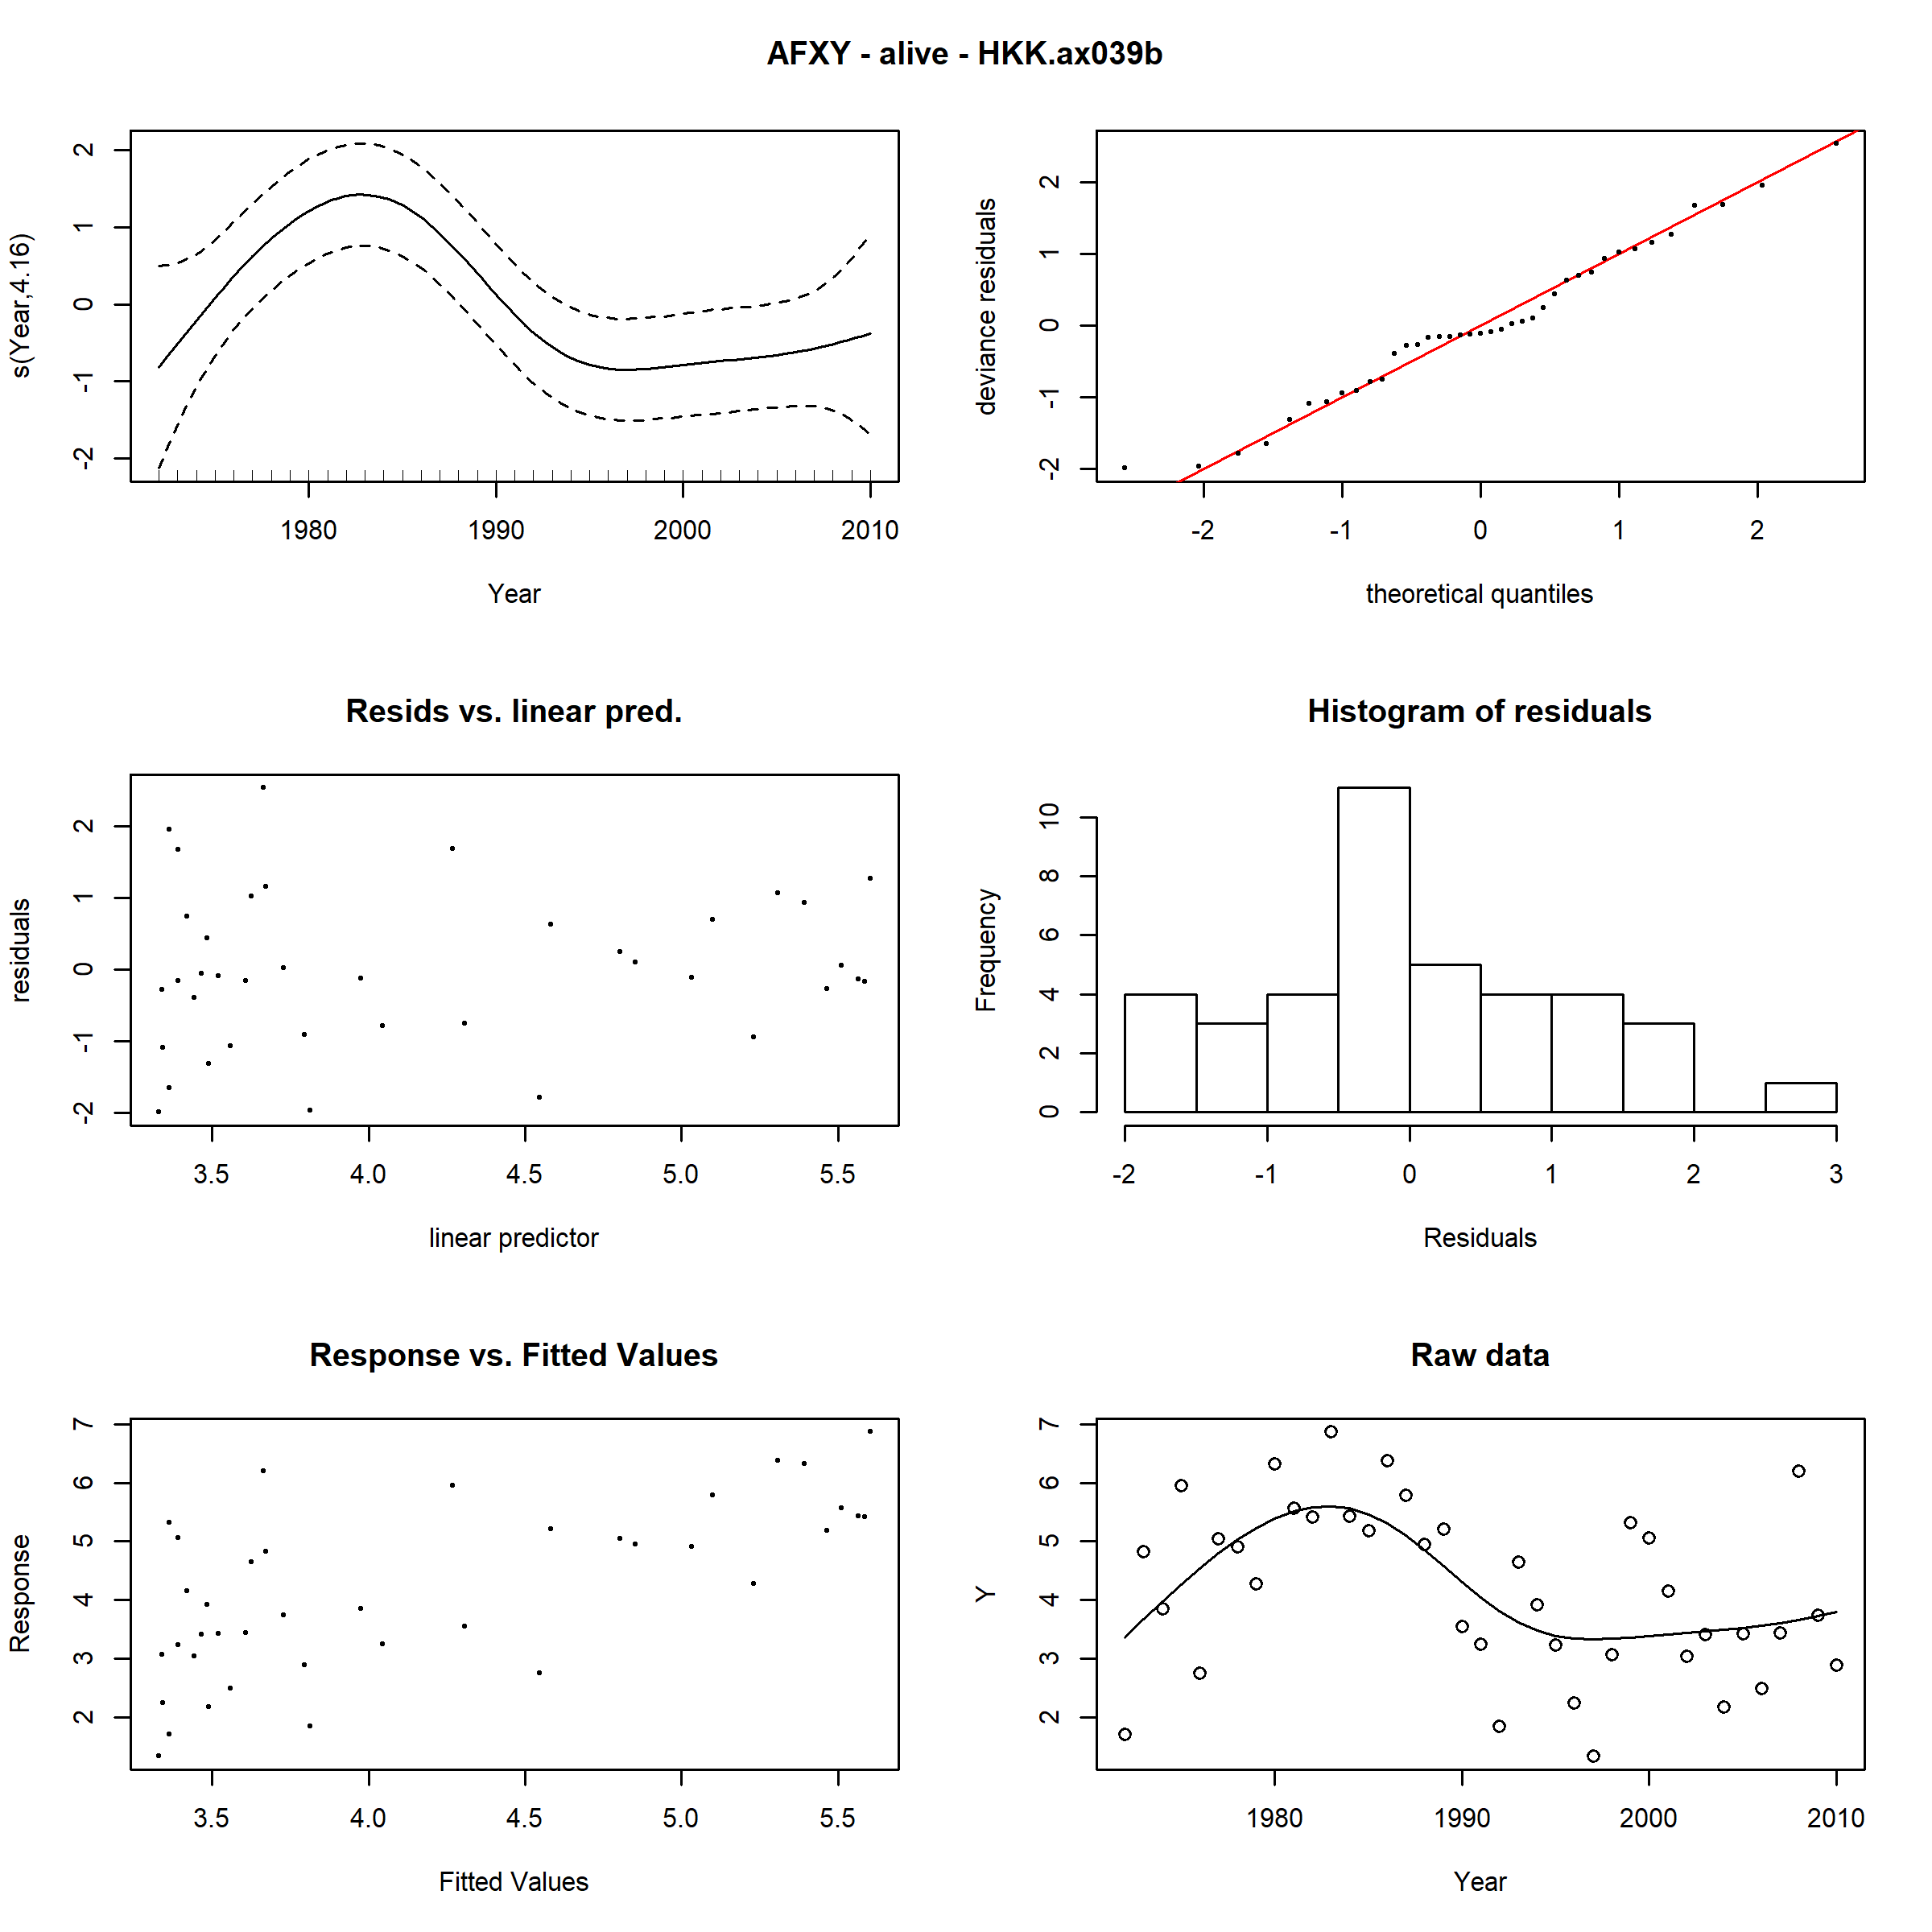 AFXY - alive - HKK.ax039b
s(Year,4.16)
2
1
0
-1
-2
1980 1990 2000 2010
Year
deviance residuals
2
1
0
-1
-2
-2 -1 0 1 2
theoretical quantiles
Resids vs. linear pred.
residuals
2
1
0
-1
-2
3.5 4.0 4.5 5.0 5.5
linear predictor
Histogram of residuals
Frequency
10
8
6
4
2
0
-2 -1 0 1 2 3
Residuals
Response vs. Fitted Values
Response
7
6
5
4
3
2
3.5 4.0 4.5 5.0 5.5
Fitted Values
Raw data
Y
7
6
5
4
3
2
1980 1990 2000 2010
Year